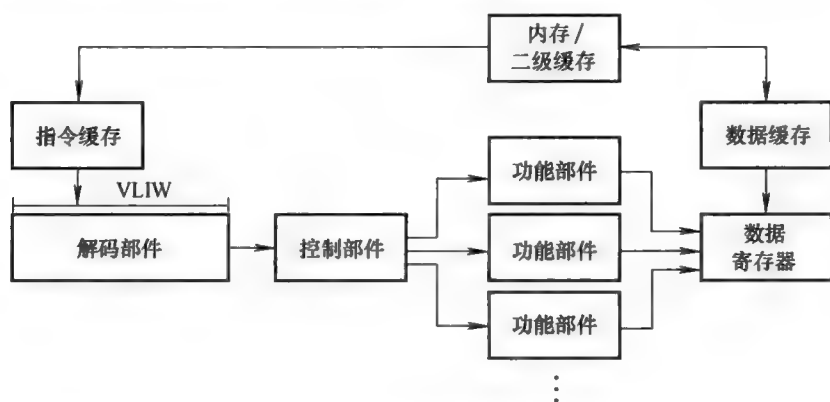 内存/
二级缓存
指令缓存
数据缓存
VLIW
解码部件
控制部件
功能部件
功能部件
功能部件
数据
寄存器